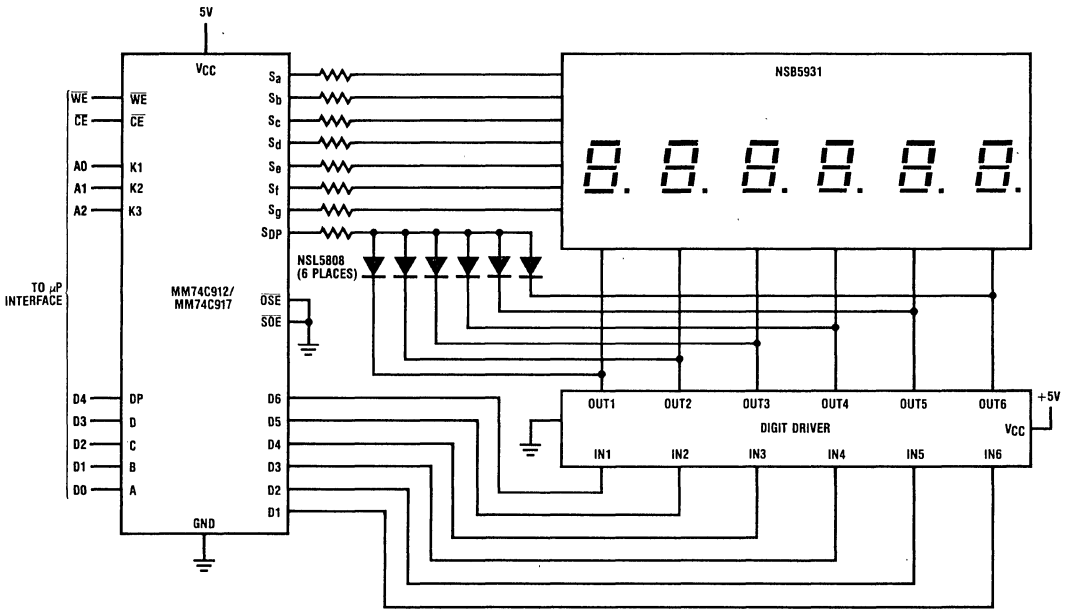 5V
VCC
NSB5931
Sa
Sb
Sc
Sd
Se
Sf
Sg
SDP
WE WE
CE CE
A0 K1
A1 K2
A2 K3
NSL5808
(6 PLACES)
TO μP
INTERFACE
MM74C912/
MM74C917
OSE
SOE
D4 DP
D3 D
D2 C
D1 B
D0 A
D6
D5
D4
D3
D2
D1
GND
OUT1 OUT2 OUT3 OUT4 OUT5 OUT6
+5V
DIGIT DRIVER
VCC
IN1 IN2 IN3 IN4 IN5 IN6